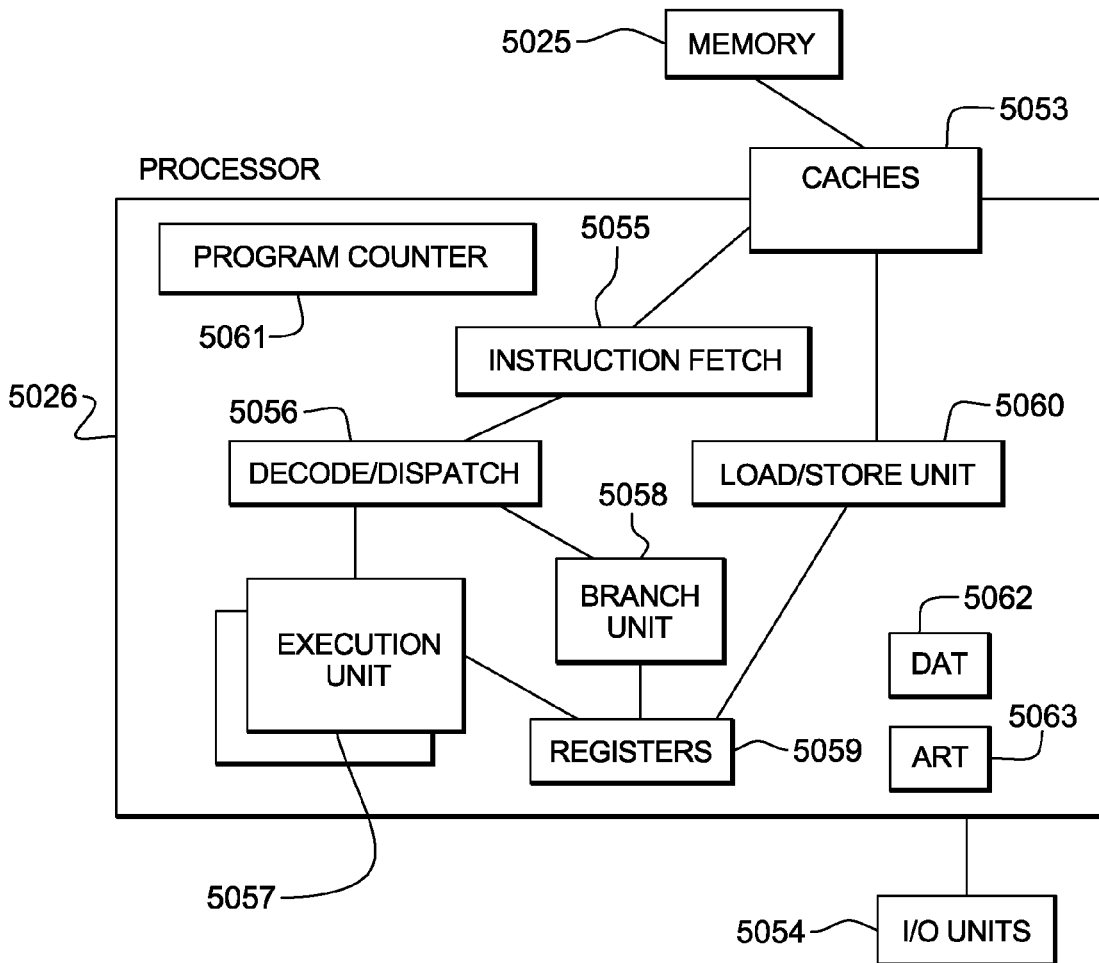 5025
MEMORY
5053
PROCESSOR
CACHES
PROGRAM COUNTER
5055
5061
INSTRUCTION FETCH
5026
5056
5060
DECODE/DISPATCH
LOAD/STORE UNIT
5058
BRANCH
UNIT
5062
EXECUTION
UNIT
DAT
5063
REGISTERS
5059
ART
5057
5054
I/O UNITS